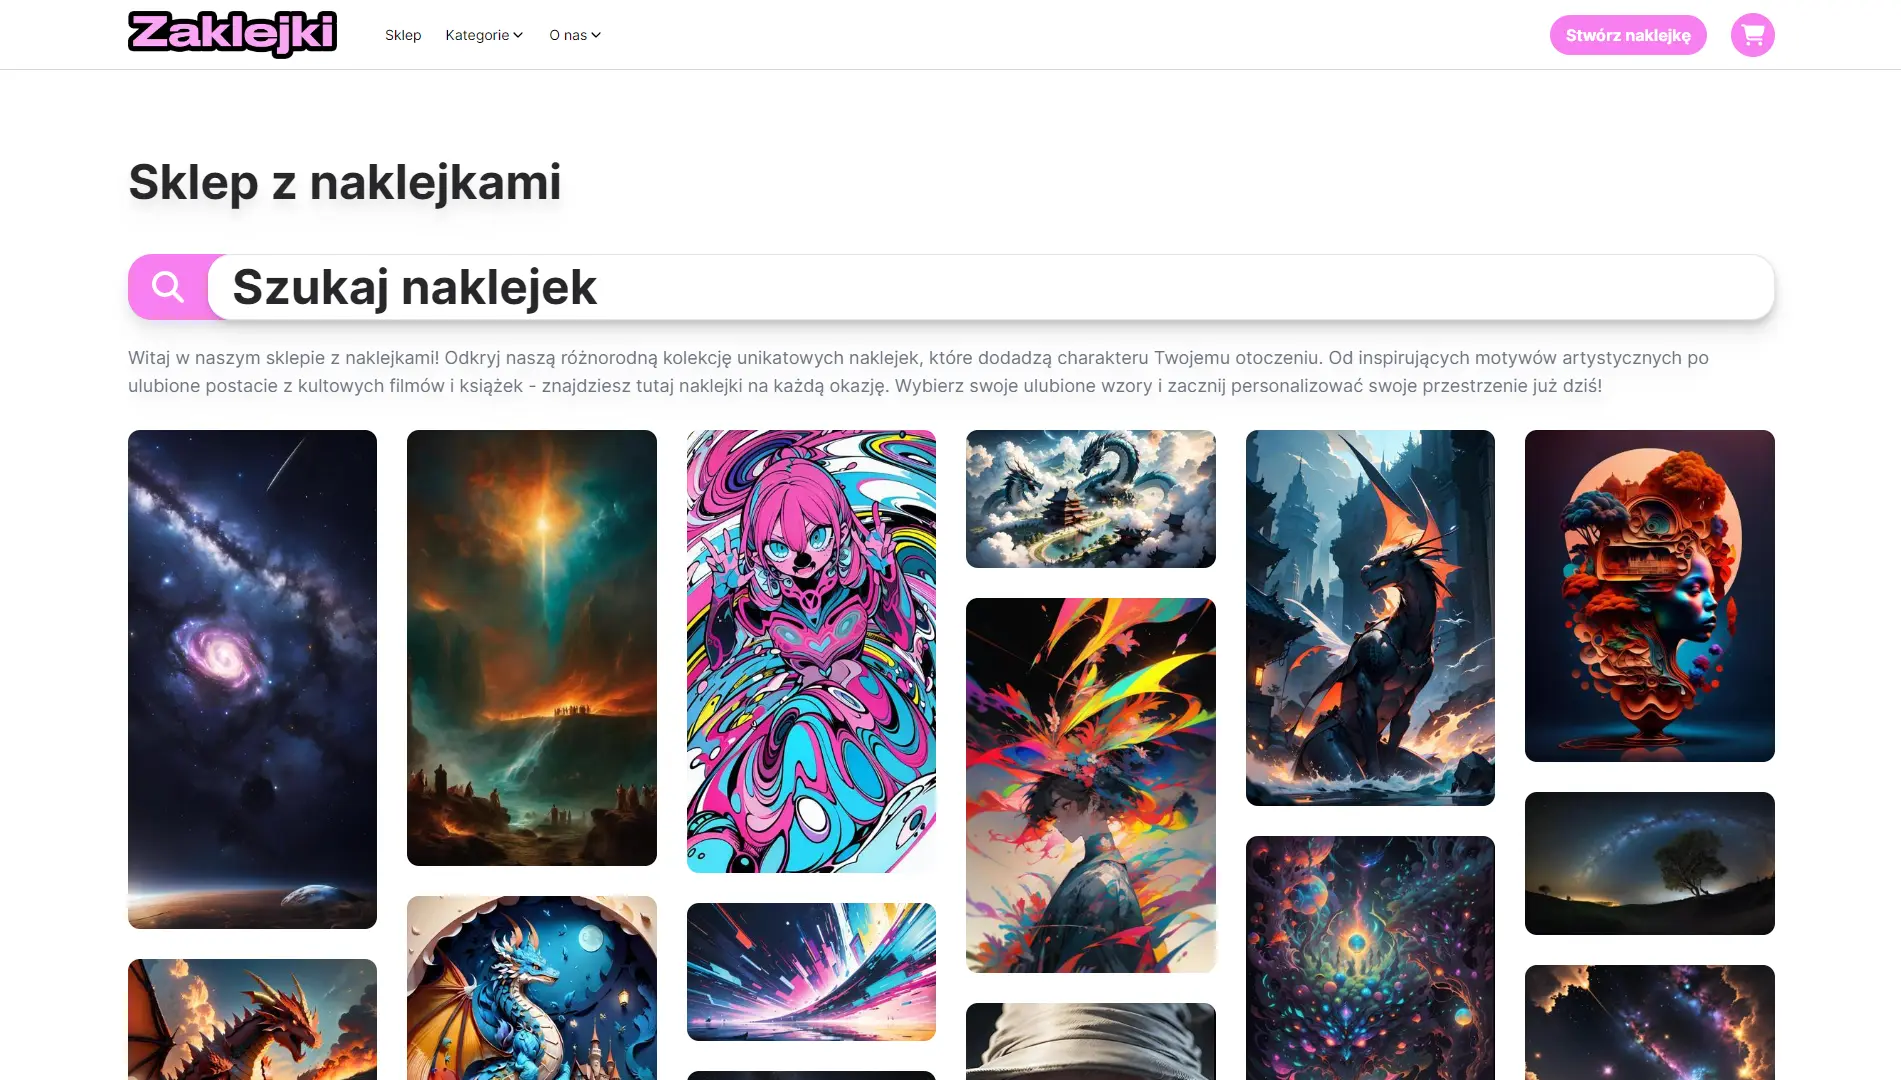 Zaklejki
Sklep
Kategorie
O nas
Stwórz naklejkę
Sklep z naklejkami
Szukaj naklejek
Witaj w naszym sklepie z naklejkami! Odkryj naszą różnorodną kolekcję unikatowych naklejek, które dodadzą charakteru Twojemu otoczeniu. Od inspirujących motywów artystycznych po
ulubione postacie z kultowych filmów i książek - znajdziesz tutaj naklejki na każdą okazję. Wybierz swoje ulubione wzory i zacznij personalizować swoje przestrzenie już dziś!